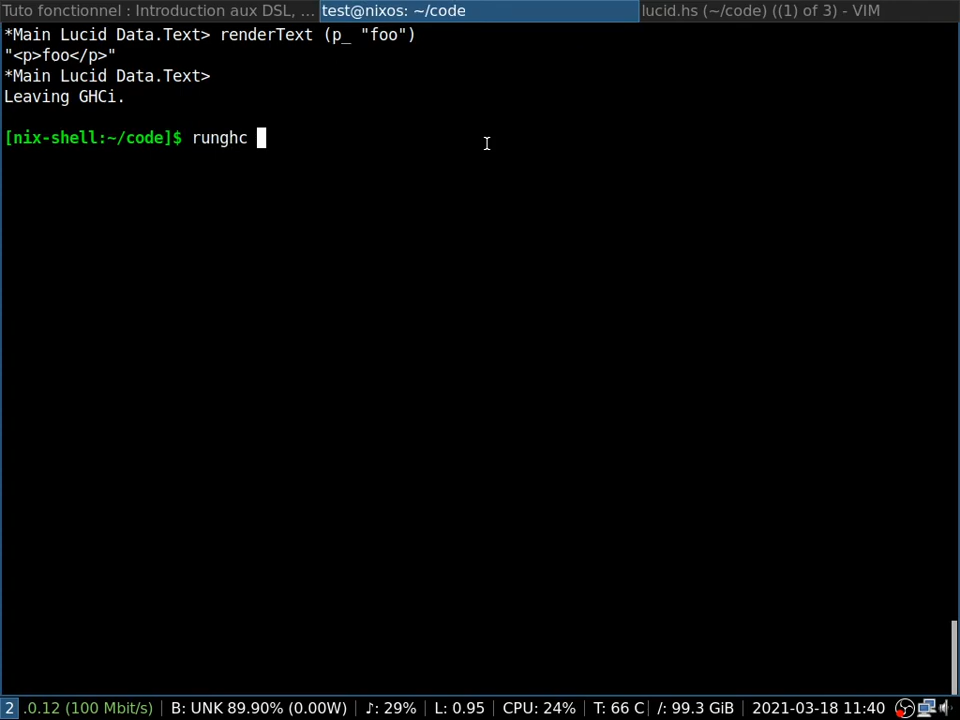 Tuto fonctionnel : Introduction aux DSL, ... test@nixos: ~/code lucid.hs (~/code) ((1) of 3) - VIM
*Main Lucid Data.Text> renderText (p_ "foo")
"<p>foo</p>"
*Main Lucid Data.Text>
Leaving GHCi.
[nix-shell:~/code]$ runghc
2 .0.12 (100 Mbit/s) | B: UNK 89.90% (0.00W) | ♪: 29% | L: 0.95 | CPU: 24% | T: 66 C | /: 99.3 GiB | 2021-03-18 11:40